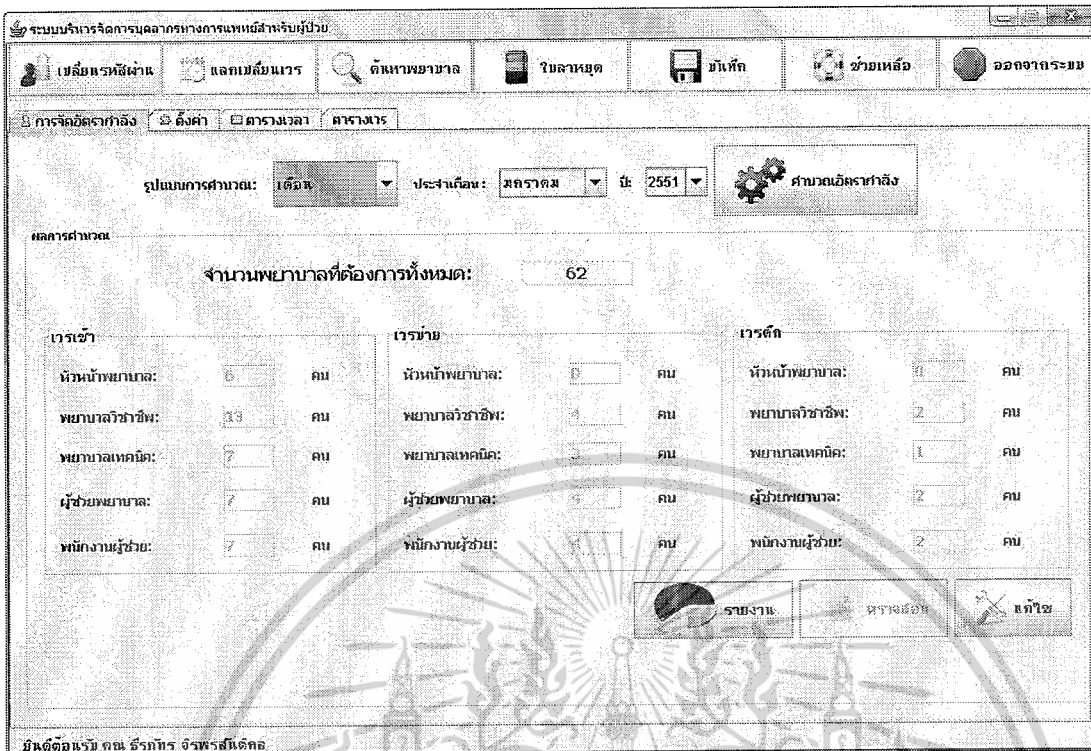 ระบบบริหารจัดการบุคลากรทางการแพทย์สำหรับผู้ป่วย
เปลี่ยนรหัสผ่าน แลกเปลี่ยนเวร ค้นหาพยาบาล ใบลาหยุด บันทึก ช่วยเหลือ ออกจากระบบ
การจัดอัตรากำลัง ตั้งค่า ตารางเวลา ตารางเวร
รูปแบบการคำนวณ: เดือน ประจำเดือน: มกราคม ปี: 2551 คำนวณอัตรากำลัง
ผลการคำนวณ
จำนวนพยาบาลที่ต้องการทั้งหมด: 62
เวรเช้า เวรบ่าย เวรดึก
หัวหน้าพยาบาล: คน หัวหน้าพยาบาล: 0 คน หัวหน้าพยาบาล: 0 คน
พยาบาลวิชาชีพ: 13 คน พยาบาลวิชาชีพ: 4 คน พยาบาลวิชาชีพ: 2 คน
พยาบาลเทคนิค: 7 คน พยาบาลเทคนิค: คน พยาบาลเทคนิค: 1 คน
ผู้ช่วยพยาบาล: 7 คน ผู้ช่วยพยาบาล: 4 คน ผู้ช่วยพยาบาล: 2 คน
พนักงานผู้ช่วย: 7 คน พนักงานผู้ช่วย: คน พนักงานผู้ช่วย: 2 คน
รายงาน ตรวจสอบ แก้ไข
ยินดีต้อนรับ คุณ